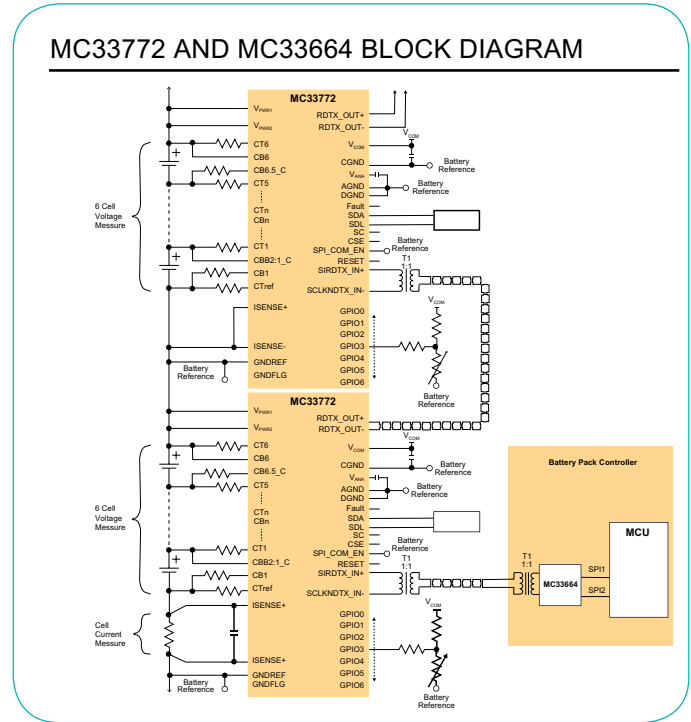 MC33772 AND MC33664 BLOCK DIAGRAM
MC33772
VPWR1
VPWR2
CT6
CB6
CB6.5_C
CT5
CTn
CBn
CT1
CBB2:1_C
CB1
CTref
ISENSE+
ISENSE-
GNDREF
GNDFLG
RDTX_OUT+
RDTX_OUT-
VCOM
CGND
VANA
AGND
DGND
Fault
SDA
SDL
SC
CSE
SPI_COM_EN
RESET
SIRDTX_IN+
SCLKNDTX_IN-
GPIO0
GPIO1
GPIO2
GPIO3
GPIO4
GPIO5
GPIO6
6 Cell
Voltage
Messure
+
+
Battery
Reference
VCOM
Battery
Reference
Battery
Reference
Battery
Reference
T1
1:1
VCOM
Battery
Reference
MC33772
VPWR1
VPWR2
CT6
CB6
CB6.5_C
CT5
CTn
CBn
CT1
CBB2:1_C
CB1
CTref
ISENSE+
ISENSE+
GNDREF
GNDFLG
RDTX_OUT+
RDTX_OUT-
VCOM
CGND
VANA
AGND
DGND
Fault
SDA
SDL
SC
CSE
SPI_COM_EN
RESET
SIRDTX_IN+
SCLKNDTX_IN-
GPIO0
GPIO1
GPIO2
GPIO3
GPIO4
GPIO5
GPIO6
6 Cell
Voltage
Messure
+
+
Cell
Current
Messure
Battery
Reference
VCOM
Battery
Reference
Battery
Reference
Battery
Reference
T1
1:1
VCOM
Battery
Reference
Battery Pack Controller
T1
1:1
MC33664
SPI1
SPI2
MCU